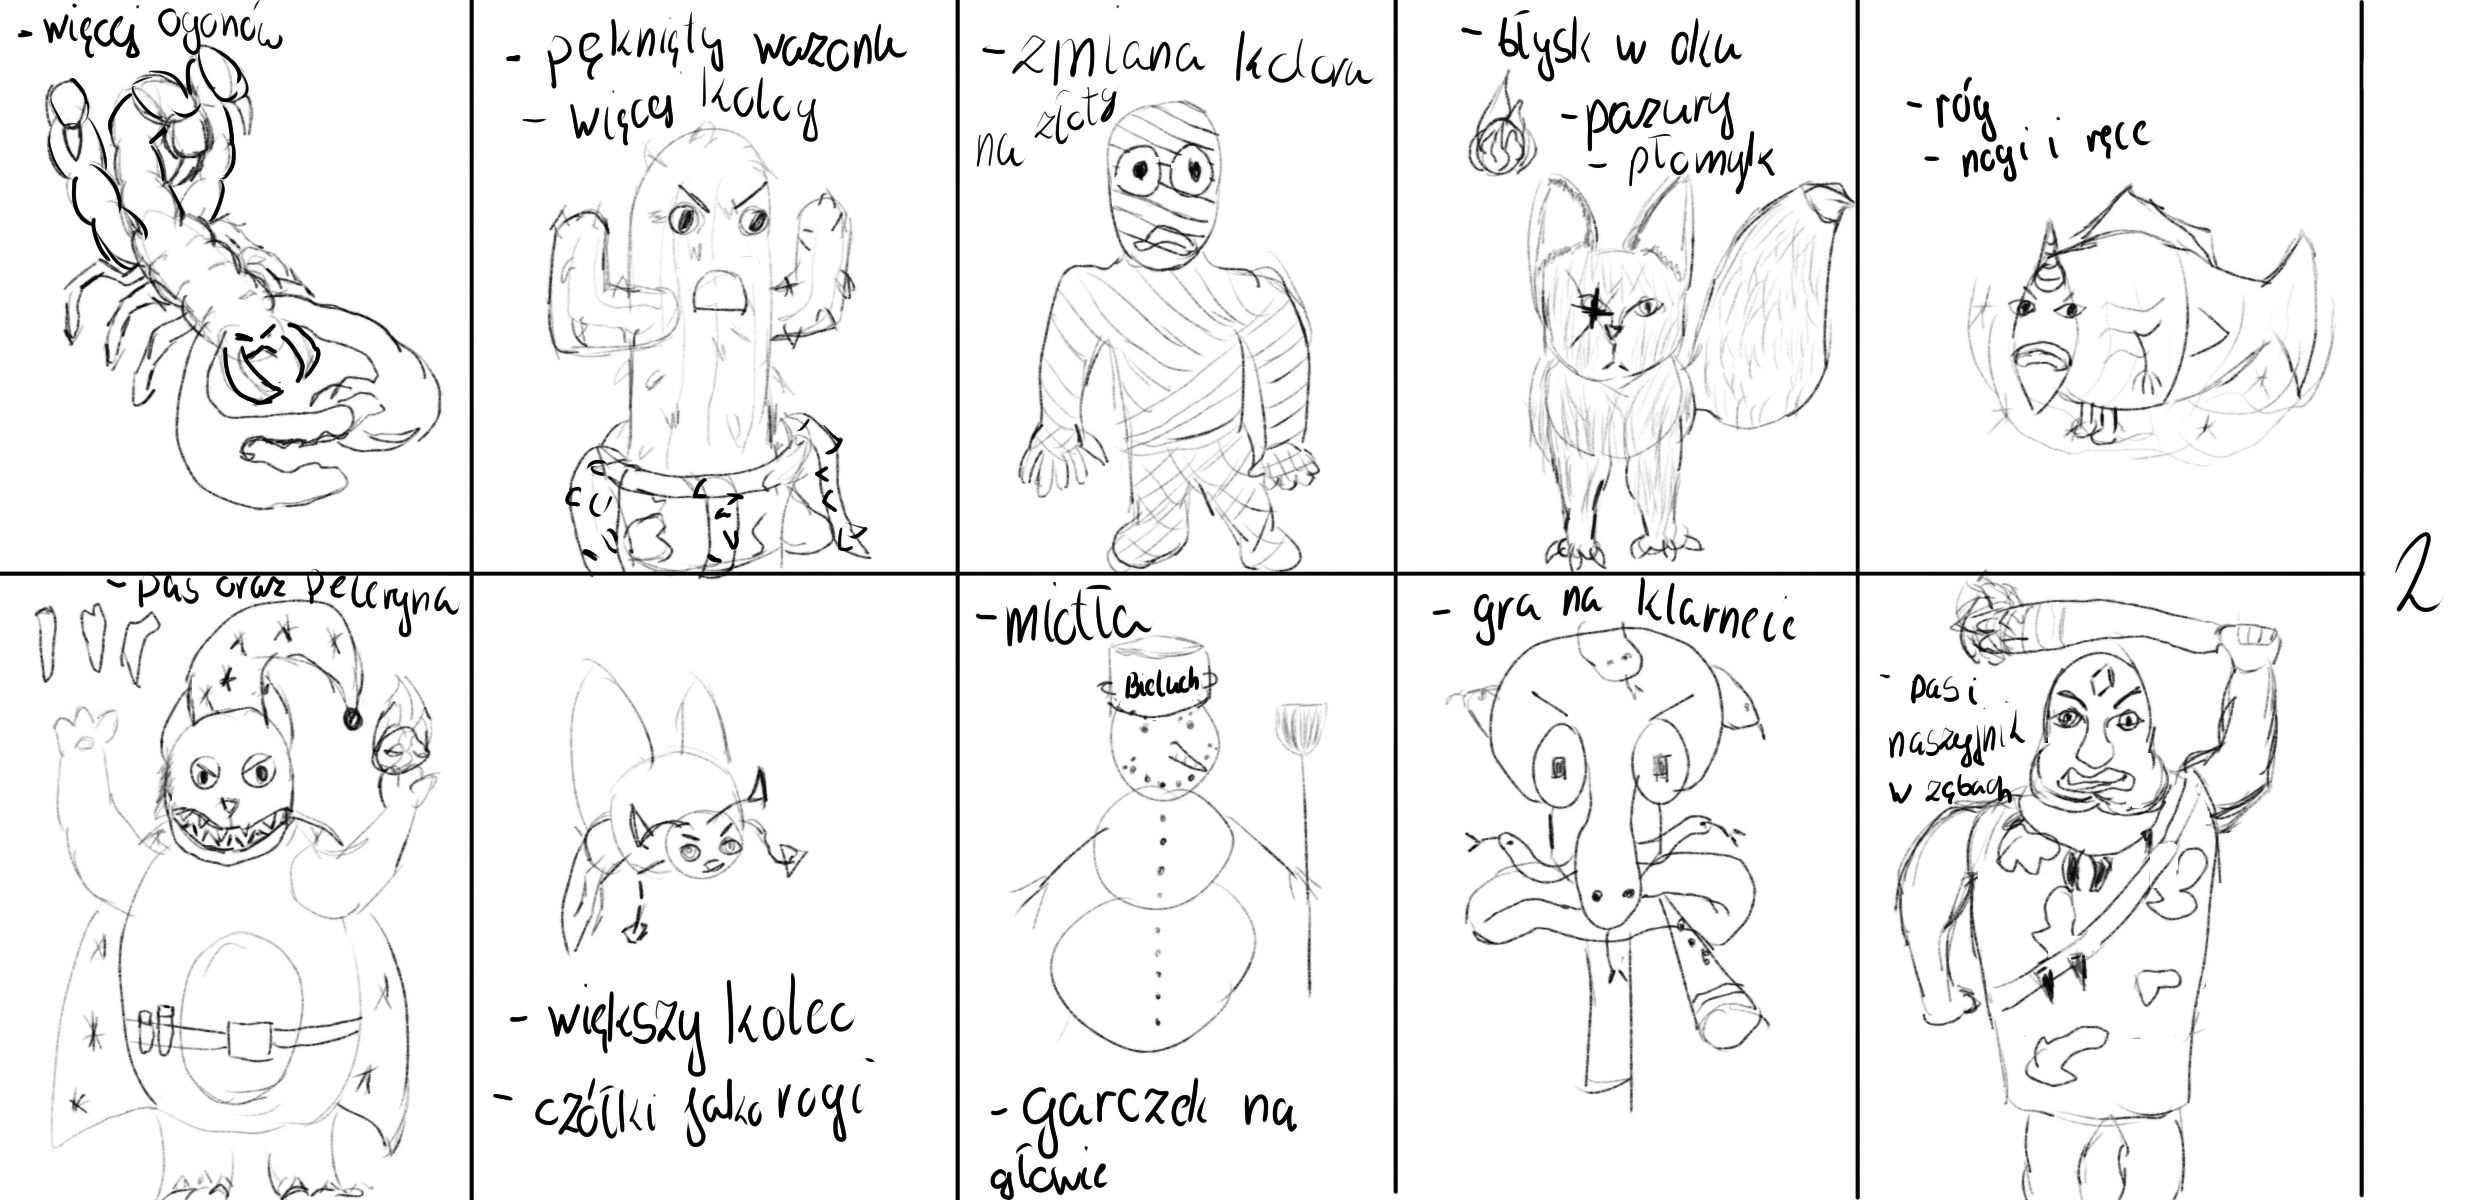 - więcej ogonów
- pęknięty wazonk
- więcej kolcy
- zmiana koloru
na złoty
- błysk w oku
- pazury
- płomyk
- róg
- nogi i ręce
2
- pas oraz peleryna
- większy kolec
- czółki jako rogi
- miotła
Bieluch
- garczek na
głowie
- gra na klarnecie
- pas i
naszyjnik
w zębach